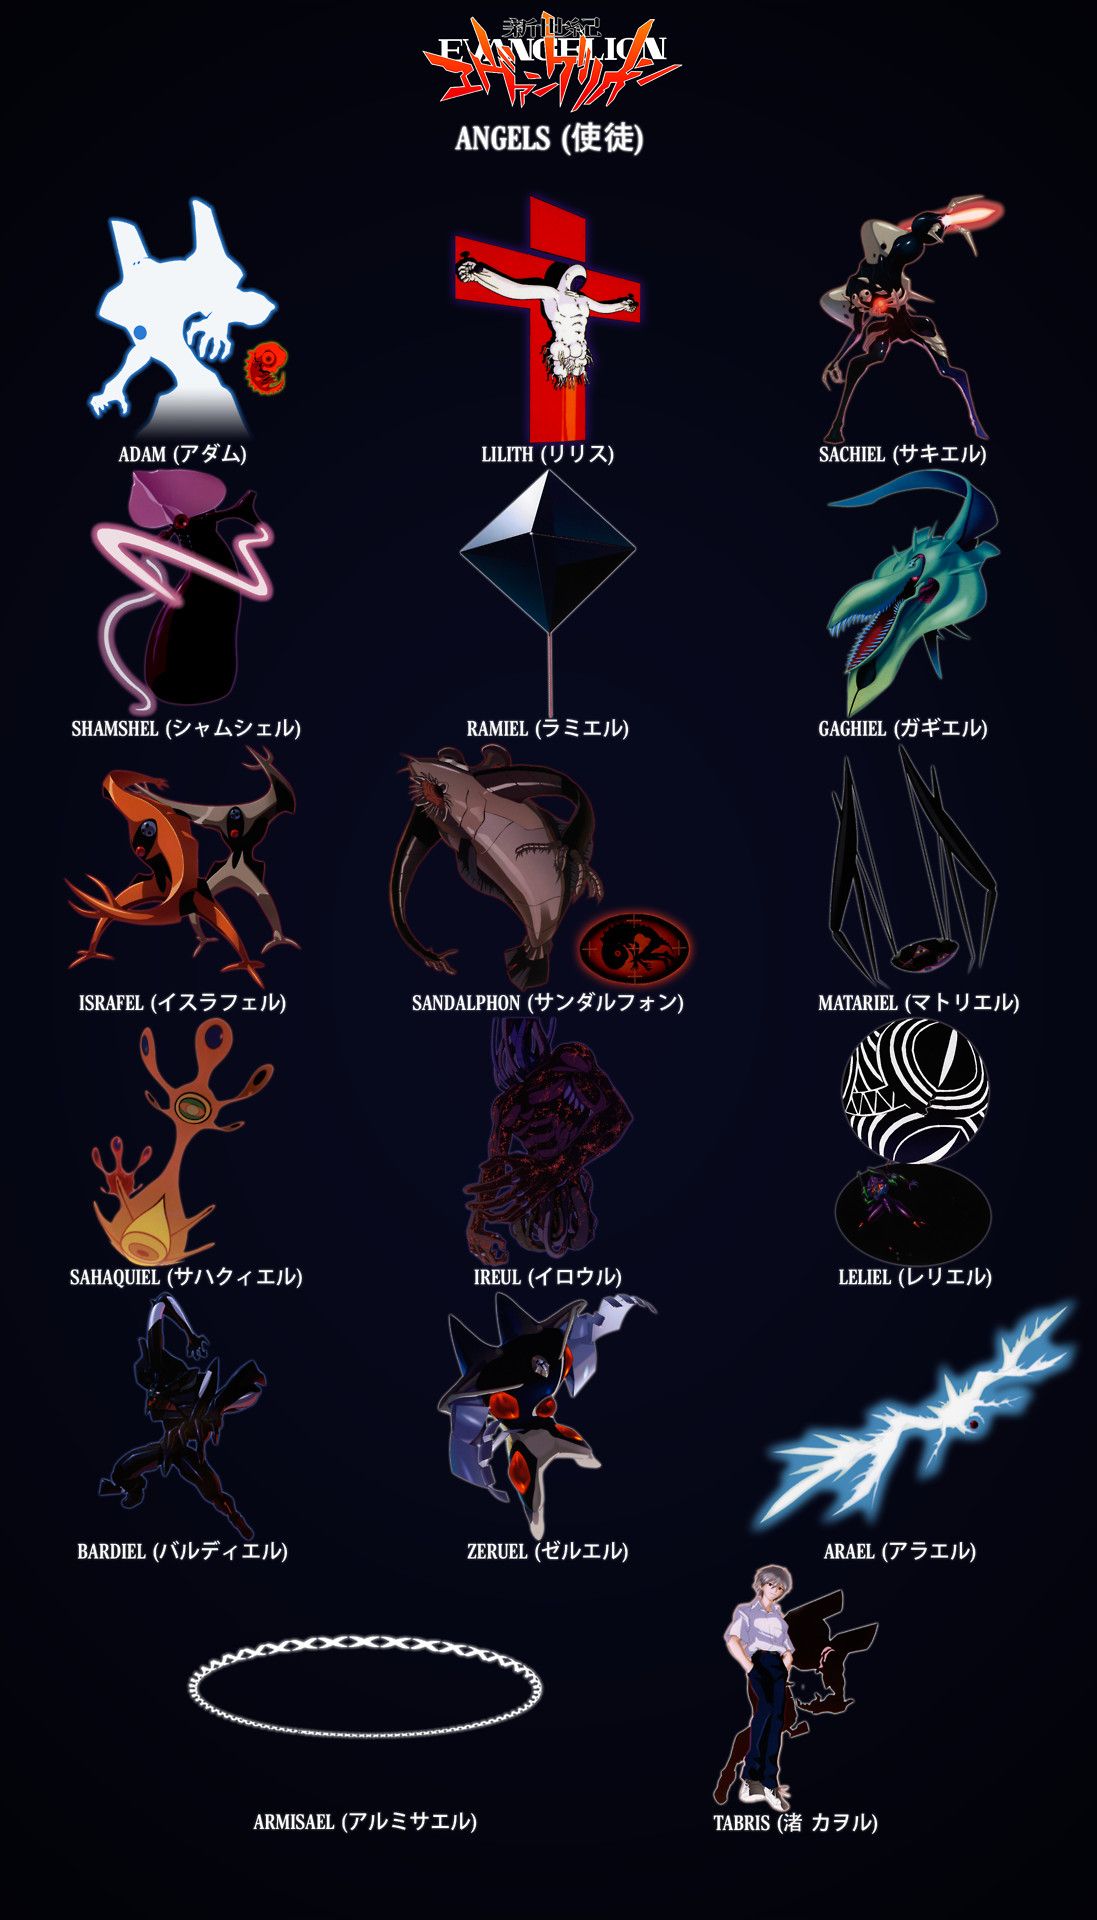 新世紀
EVANGELION
エヴァンゲリオン
ANGELS (使徒)
ADAM (アダム)
LILITH (リリス)
SACHIEL (サキエル)
SHAMSHEL (シャムシェル)
RAMIEL (ラミエル)
GAGHIEL (ガギエル)
ISRAFEL (イスラフェル)
SANDALPHON (サンダルフォン)
MATARIEL (マトリエル)
SAHAQUIEL (サハクィエル)
IREUL (イロウル)
LELIEL (レリエル)
BARDIEL (バルディエル)
ZERUEL (ゼルエル)
ARAEL (アラエル)
ARMISAEL (アルミサエル)
TABRIS (渚 カヲル)